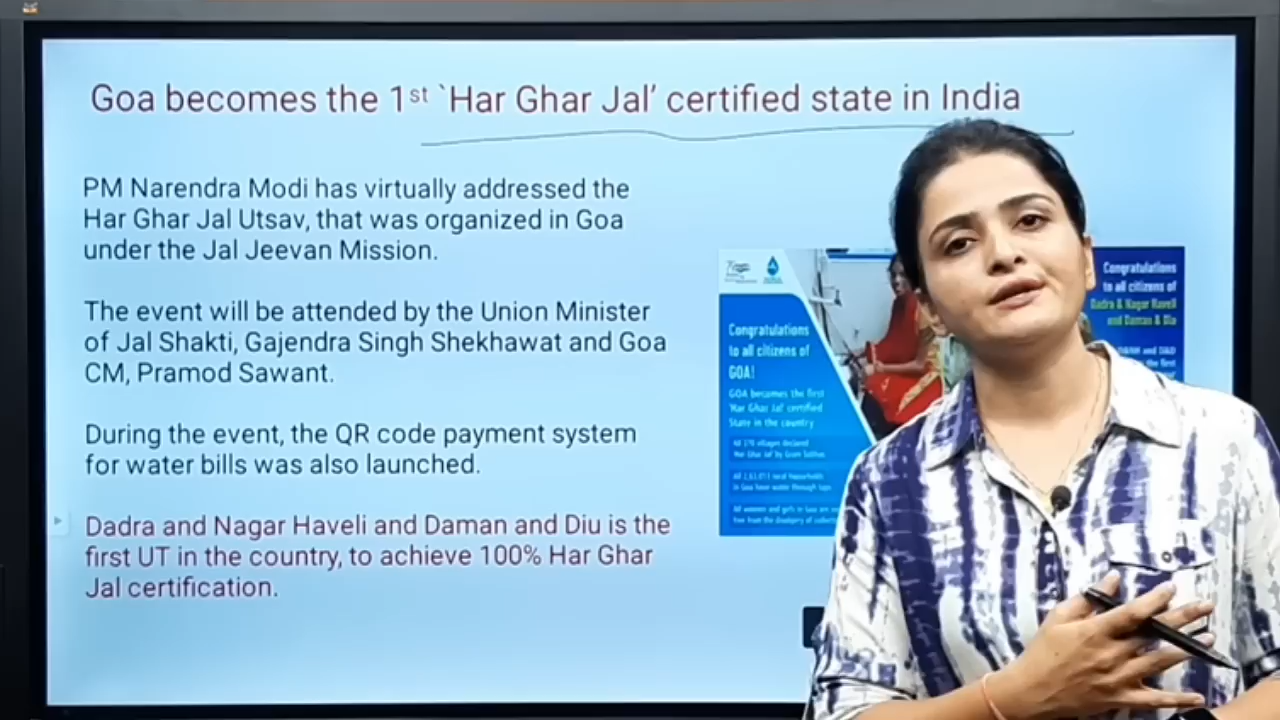 Goa becomes the 1st `Har Ghar Jal' certified state in India
PM Narendra Modi has virtually addressed the
Har Ghar Jal Utsav, that was organized in Goa
under the Jal Jeevan Mission.
The event will be attended by the Union Minister
of Jal Shakti, Gajendra Singh Shekhawat and Goa
CM, Pramod Sawant.
During the event, the QR code payment system
for water bills was also launched.
Dadra and Nagar Haveli and Daman and Diu is the
first UT in the country, to achieve 100% Har Ghar
Jal certification.
Congratulations
to all citizens of
GOA!
GOA becomes the first
'Har Ghar Jal' certified
State in the country
Congratulations
to all citizens of
Dadra & Nagar Haveli
and Daman & Diu